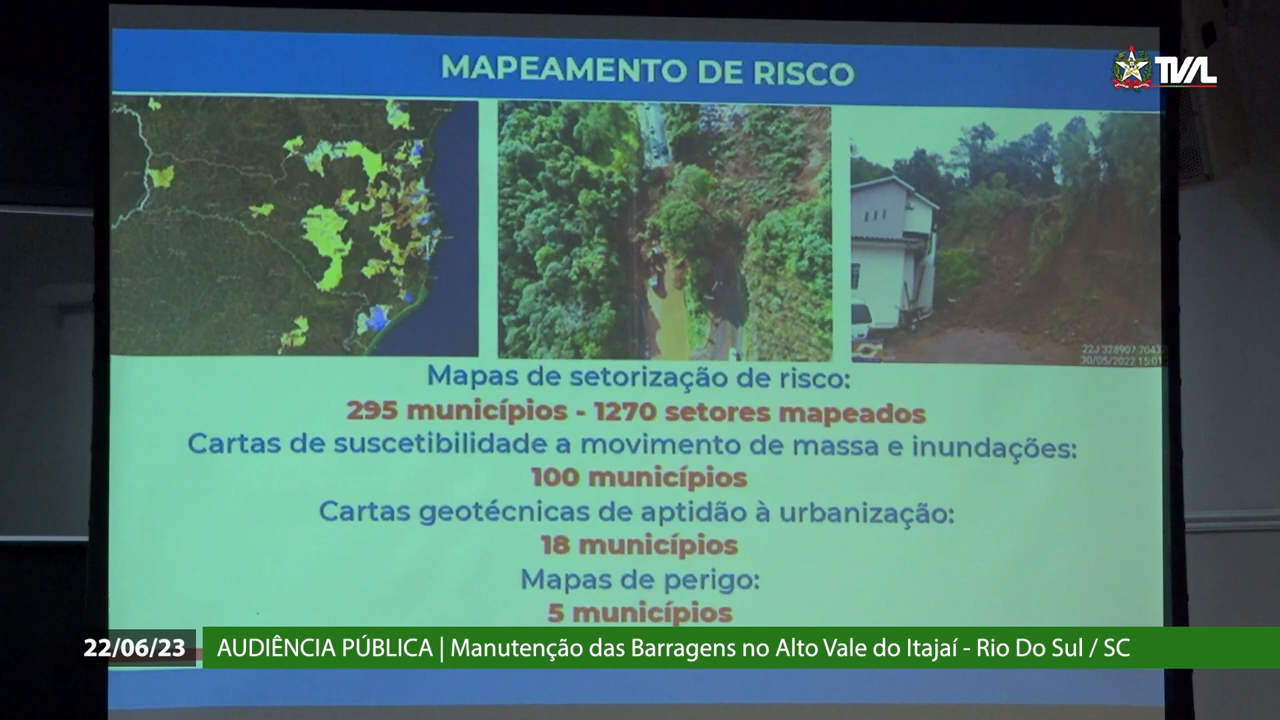 MAPEAMENTO DE RISCO
TVAL
22J 328907 7043
30/05/2022 15:01
Mapas de setorização de risco:
295 municípios - 1270 setores mapeados
Cartas de suscetibilidade a movimento de massa e inundações:
100 municípios
Cartas geotécnicas de aptidão à urbanização:
18 municípios
Mapas de perigo:
5 municípios
22/06/23
AUDIÊNCIA PÚBLICA | Manutenção das Barragens no Alto Vale do Itajaí - Rio Do Sul / SC